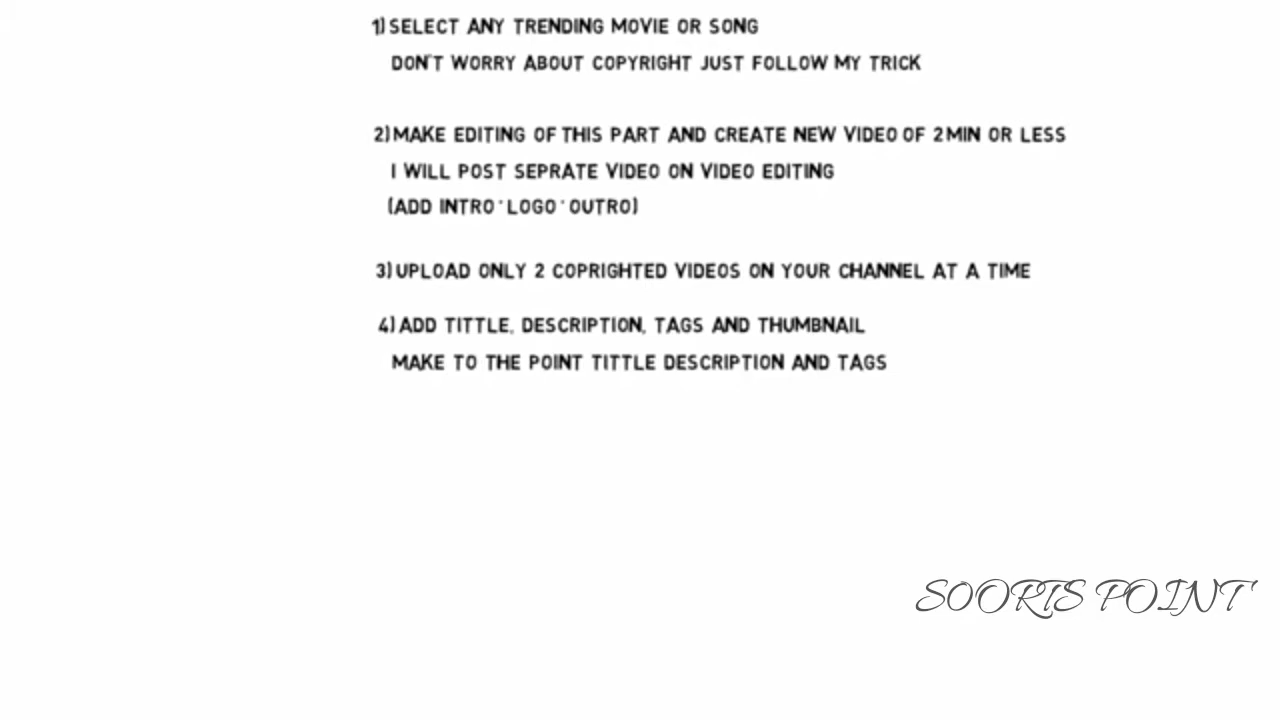 1) SELECT ANY TRENDING MOVIE OR SONG
DON'T WORRY ABOUT COPYRIGHT JUST FOLLOW MY TRICK
2) MAKE EDITING OF THIS PART AND CREATE NEW VIDEO OF 2MIN OR LESS
I WILL POST SEPRATE VIDEO ON VIDEO EDITING
(ADD INTRO * LOGO * OUTRO)
3) UPLOAD ONLY 2 COPRIGHTED VIDEOS ON YOUR CHANNEL AT A TIME
4) ADD TITTLE, DESCRIPTION, TAGS AND THUMBNAIL
MAKE TO THE POINT TITTLE DESCRIPTION AND TAGS
SOORTS POINT